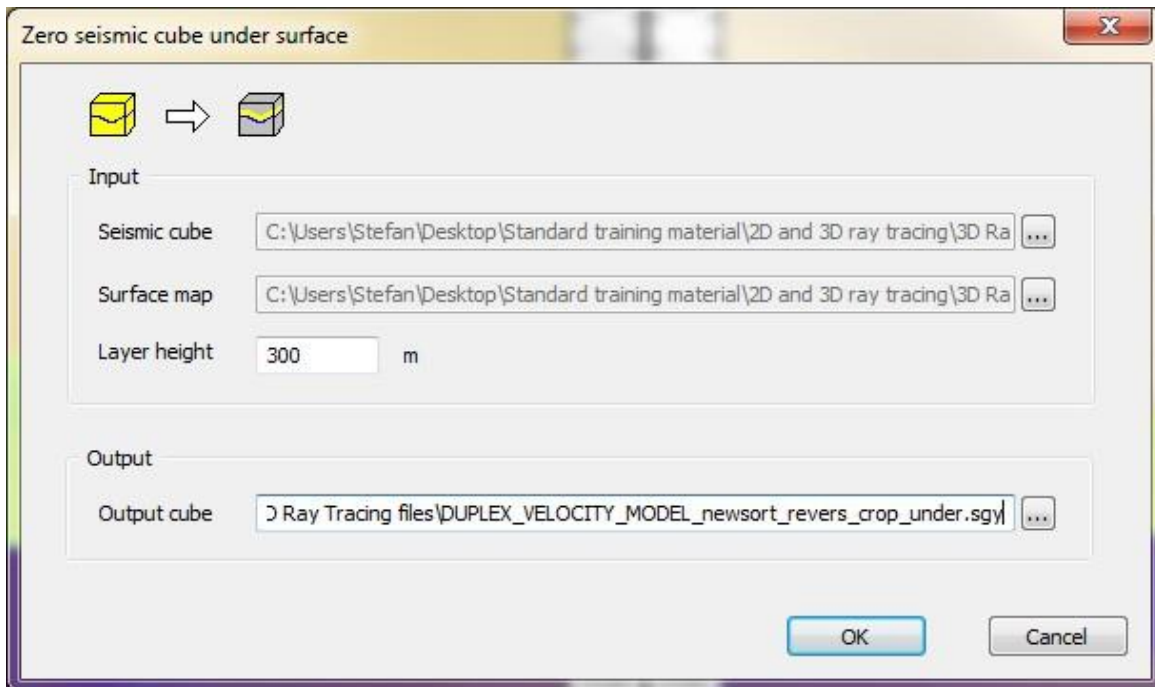 Zero seismic cube under surface
Input
Seismic cube C:\Users\Stefan\Desktop\Standard training material\2D and 3D ray tracing\3D Ra ...
Surface map C:\Users\Stefan\Desktop\Standard training material\2D and 3D ray tracing\3D Ra ...
Layer height 300 m
Output
Output cube D Ray Tracing files\DUPLEX_VELOCITY_MODEL_newsort_revers_crop_under.sgy ...
OK Cancel